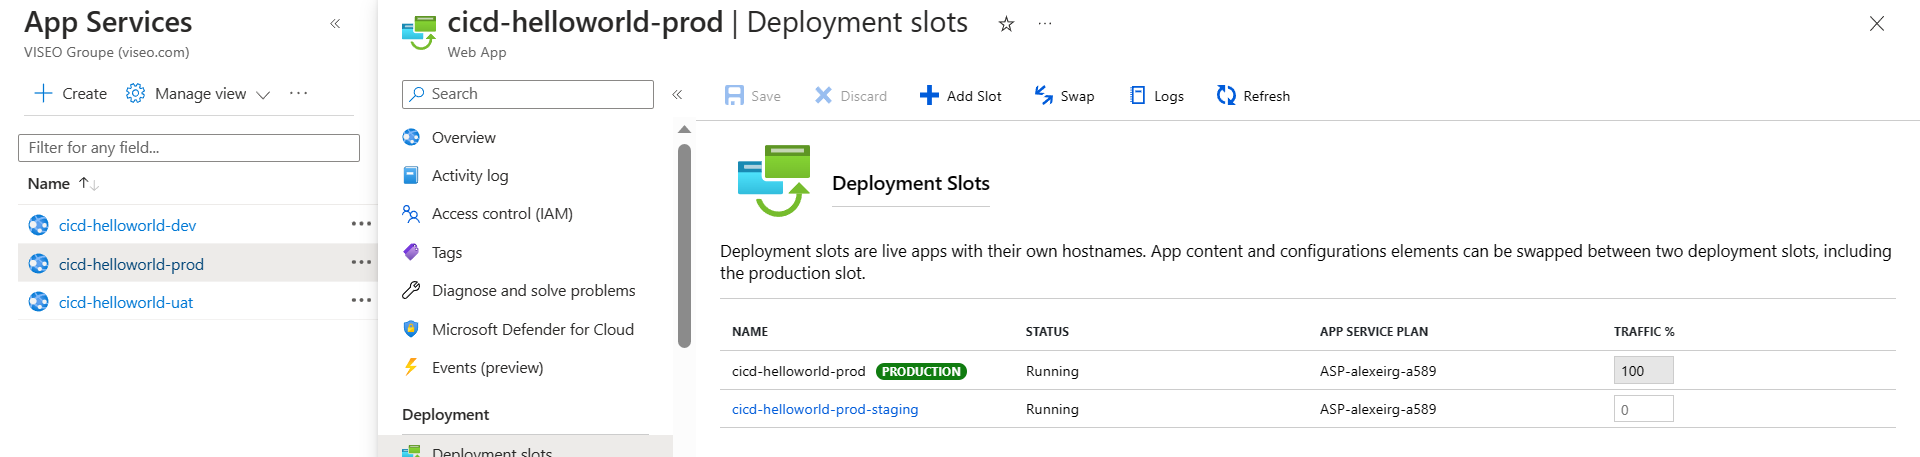 App Services
«
VISEO Groupe (viseo.com)
Create
Manage view
···
Filter for any field...
Name ↑↓
cicd-helloworld-dev
cicd-helloworld-prod
cicd-helloworld-uat
cicd-helloworld-prod | Deployment slots
Web App
Search
«
Overview
Activity log
Access control (IAM)
Tags
Diagnose and solve problems
Microsoft Defender for Cloud
Events (preview)
Deployment
Deployment slots
Save
Discard
Add Slot
Swap
Logs
Refresh
Deployment Slots
Deployment slots are live apps with their own hostnames. App content and configurations elements can be swapped between two deployment slots, including
the production slot.
NAME STATUS APP SERVICE PLAN TRAFFIC %
cicd-helloworld-prod PRODUCTION Running ASP-alexeirg-a589 100
cicd-helloworld-prod-staging Running ASP-alexeirg-a589 0